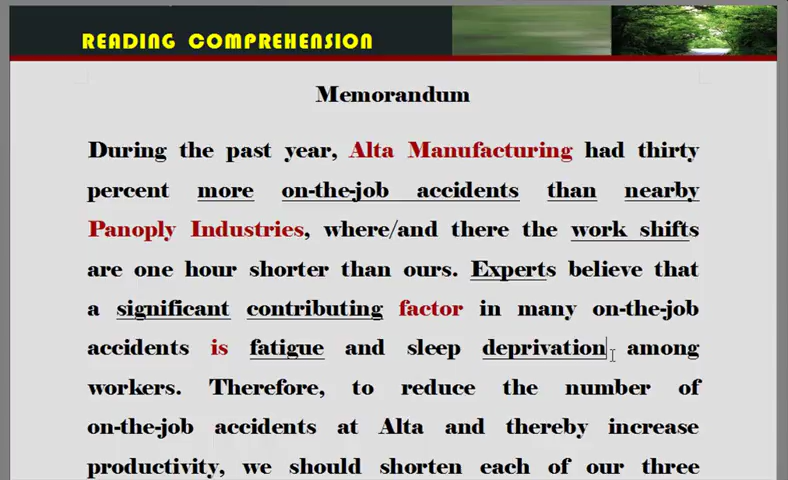 READING COMPREHENSION
Memorandum
During the past year, Alta Manufacturing had thirty
percent more on-the-job accidents than nearby
Panoply Industries, where/and there the work shifts
are one hour shorter than ours. Experts believe that
a significant contributing factor in many on-the-job
accidents is fatigue and sleep deprivation among
workers. Therefore, to reduce the number of
on-the-job accidents at Alta and thereby increase
productivity, we should shorten each of our three